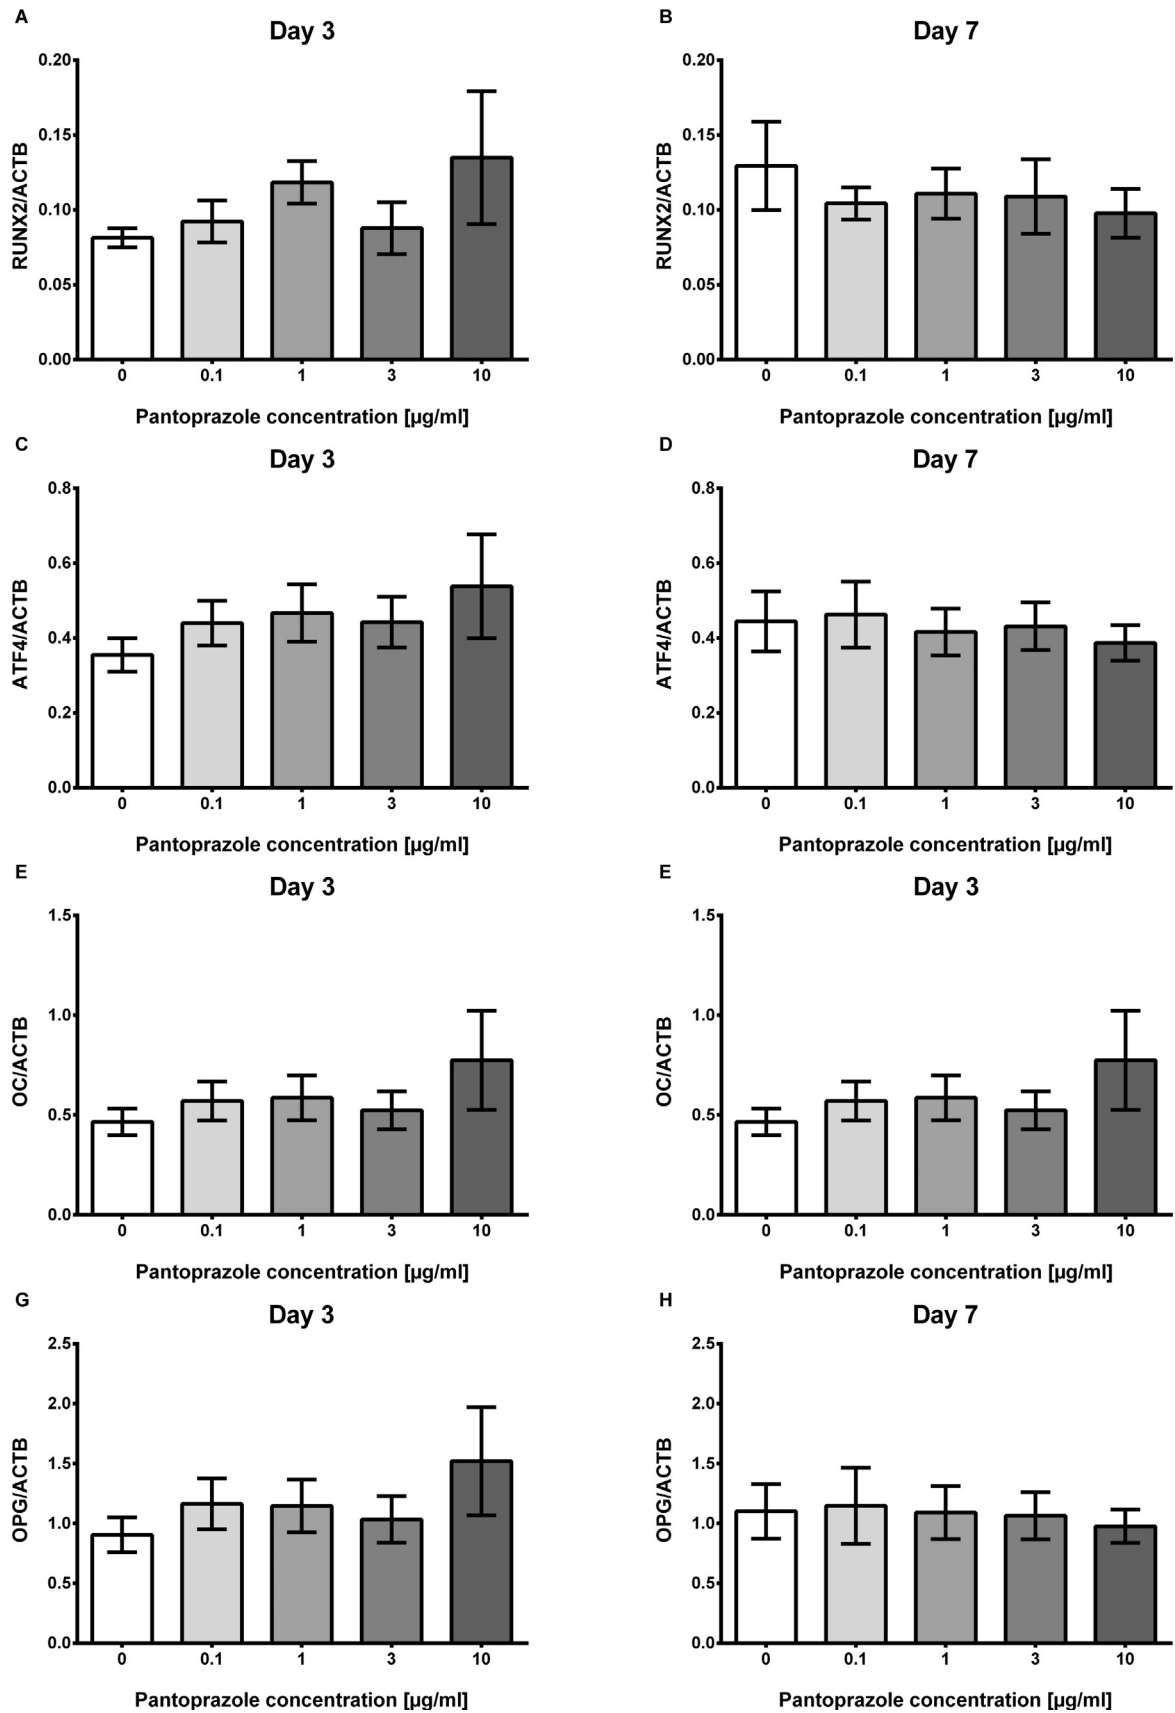 A
Day 3
RUNX2/ACTB
0.20
0.15
0.10
0.05
0.00
0 0.1 1 3 10
Pantoprazole concentration [µg/ml]
B
Day 7
RUNX2/ACTB
0.20
0.15
0.10
0.05
0.00
0 0.1 1 3 10
Pantoprazole concentration [µg/ml]
C
Day 3
ATF4/ACTB
0.8
0.6
0.4
0.2
0.0
0 0.1 1 3 10
Pantoprazole concentration [µg/ml]
D
Day 7
ATF4/ACTB
0.8
0.6
0.4
0.2
0.0
0 0.1 1 3 10
Pantoprazole concentration [µg/ml]
E
Day 3
OC/ACTB
1.5
1.0
0.5
0.0
0 0.1 1 3 10
Pantoprazole concentration [µg/ml]
E
Day 3
OC/ACTB
1.5
1.0
0.5
0.0
0 0.1 1 3 10
Pantoprazole concentration [µg/ml]
G
Day 3
OPG/ACTB
2.5
2.0
1.5
1.0
0.5
0.0
0 0.1 1 3 10
Pantoprazole concentration [µg/ml]
H
Day 7
OPG/ACTB
2.5
2.0
1.5
1.0
0.5
0.0
0 0.1 1 3 10
Pantoprazole concentration [µg/ml]